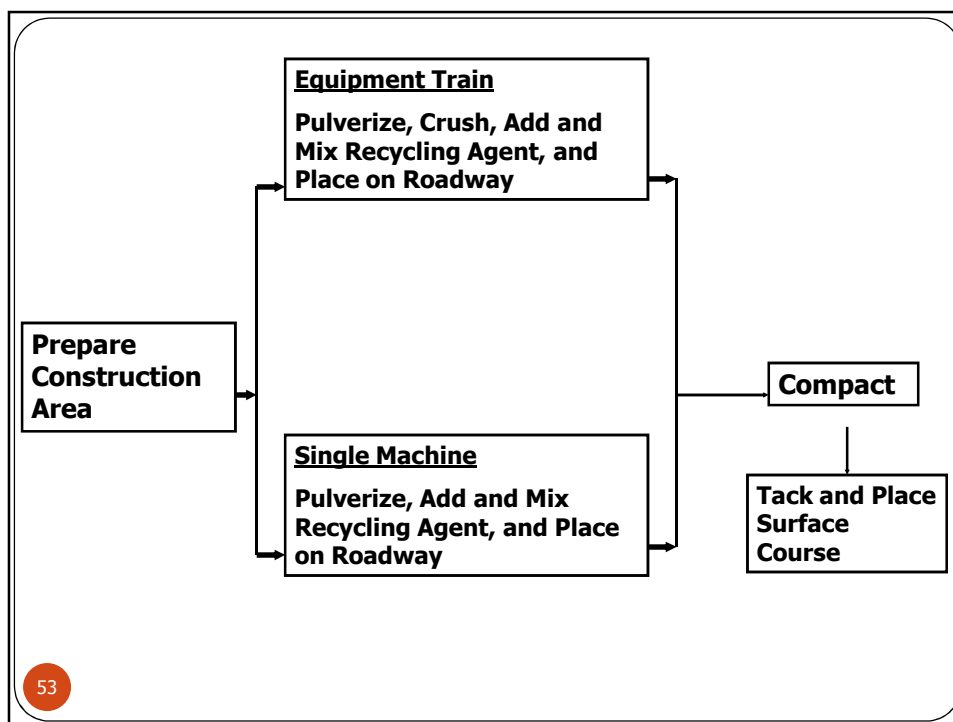 Equipment Train
Pulverize, Crush, Add and
Mix Recycling Agent, and
Place on Roadway
Prepare
Construction
Area
Single Machine
Pulverize, Add and Mix
Recycling Agent, and Place
on Roadway
Compact
Tack and Place
Surface
Course
53